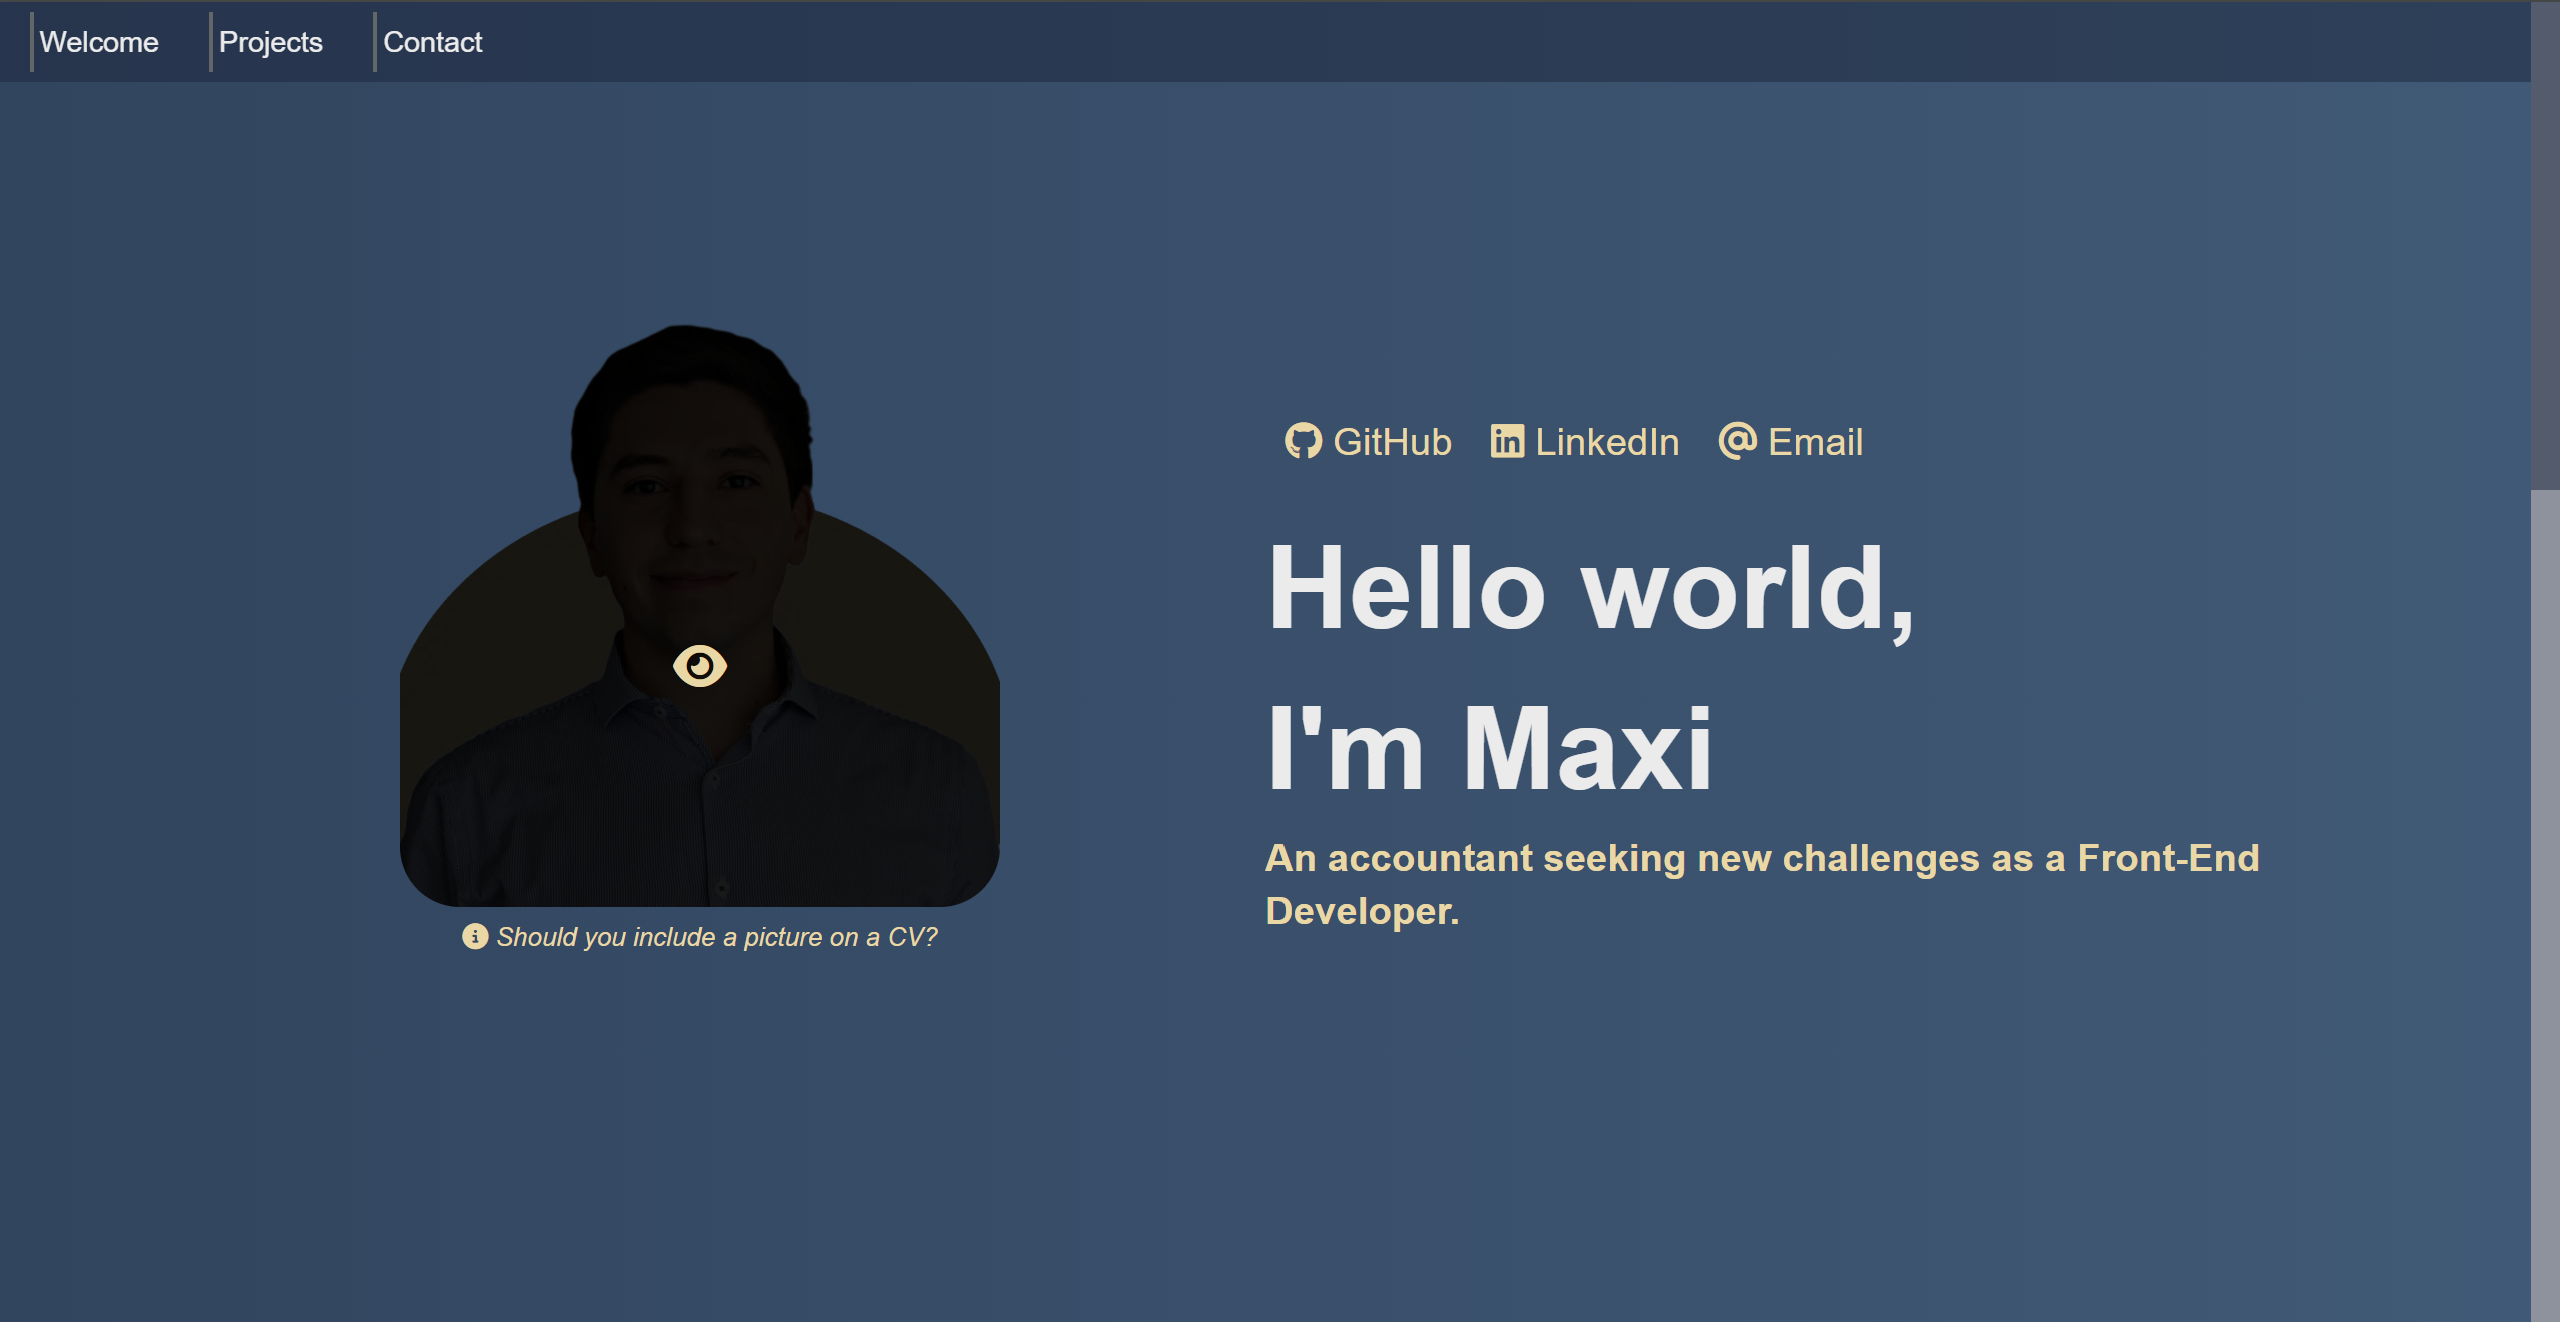 Welcome
Projects
Contact
GitHub
LinkedIn
Email
Hello world,
I'm Maxi
An accountant seeking new challenges as a Front-End
Developer.
Should you include a picture on a CV?